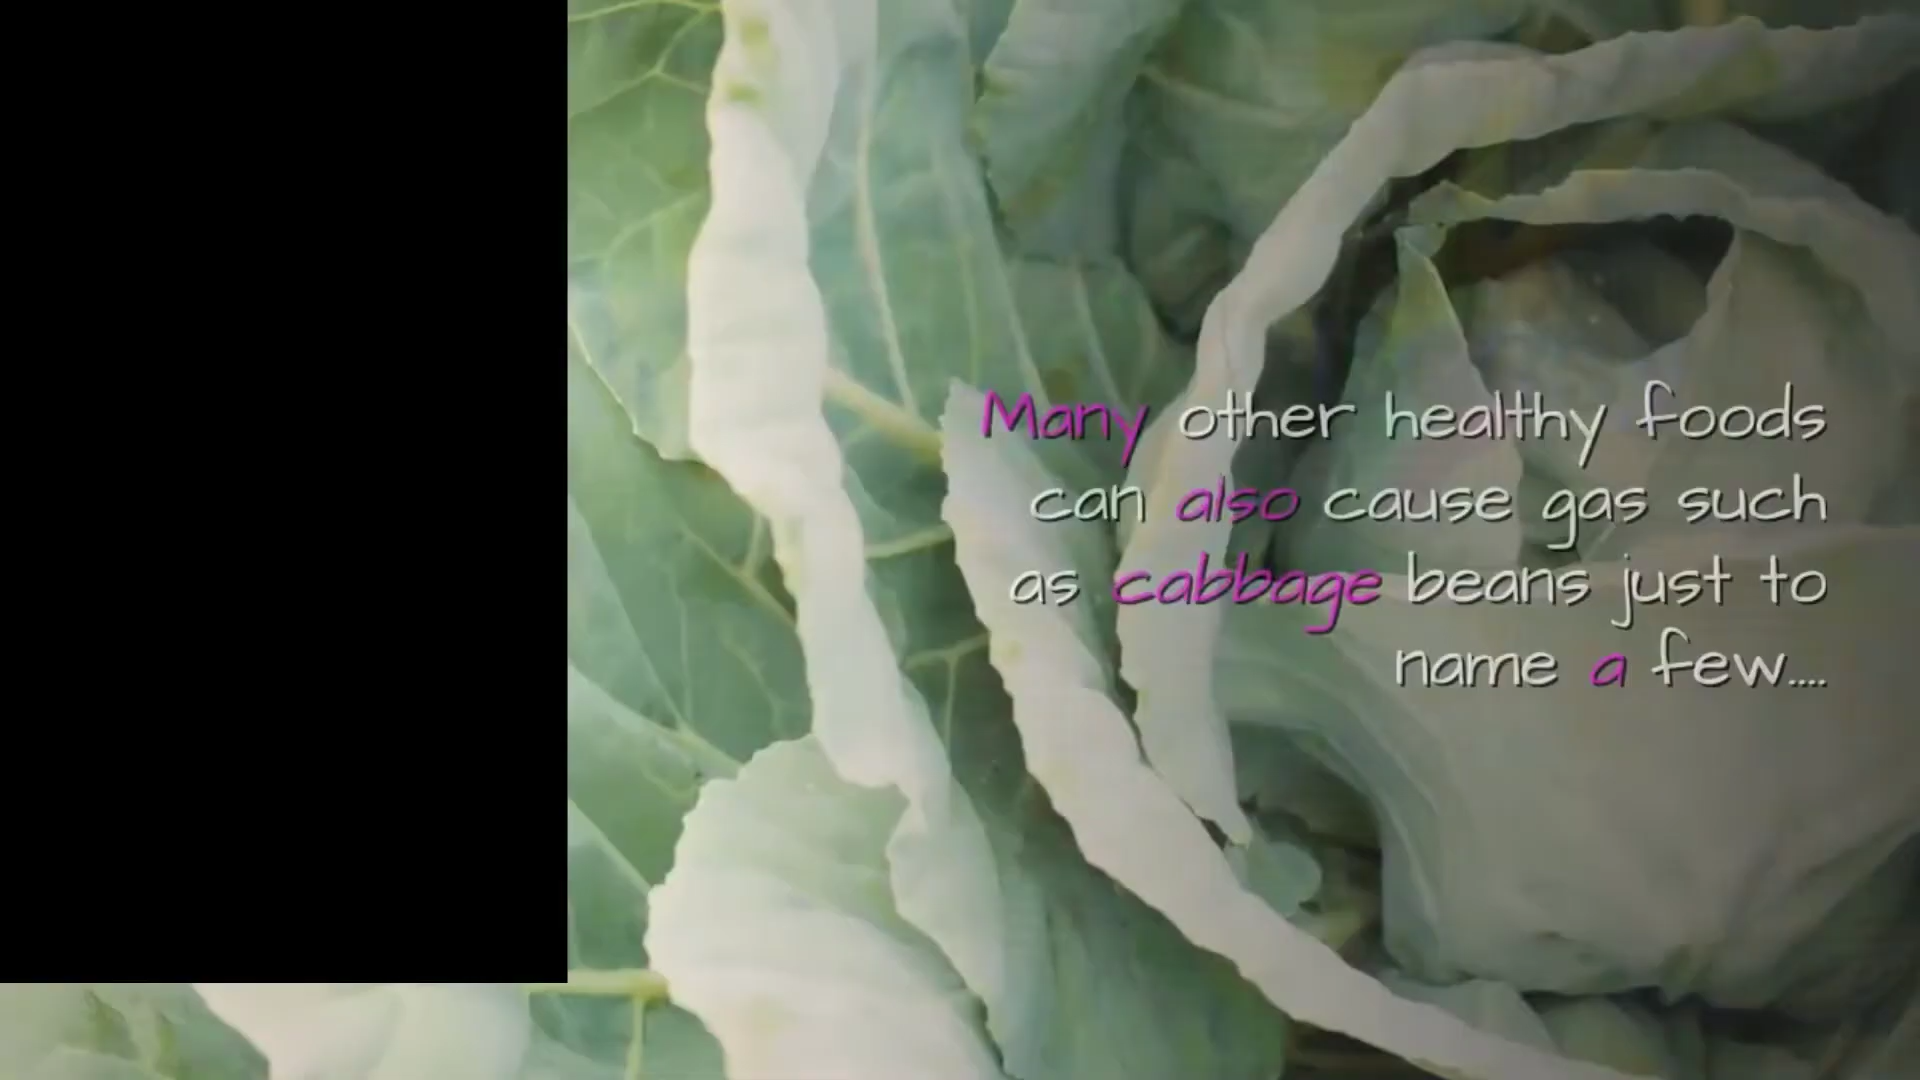 Many other healthy foods
can also cause gas such
as cabbage beans just to
name a few....